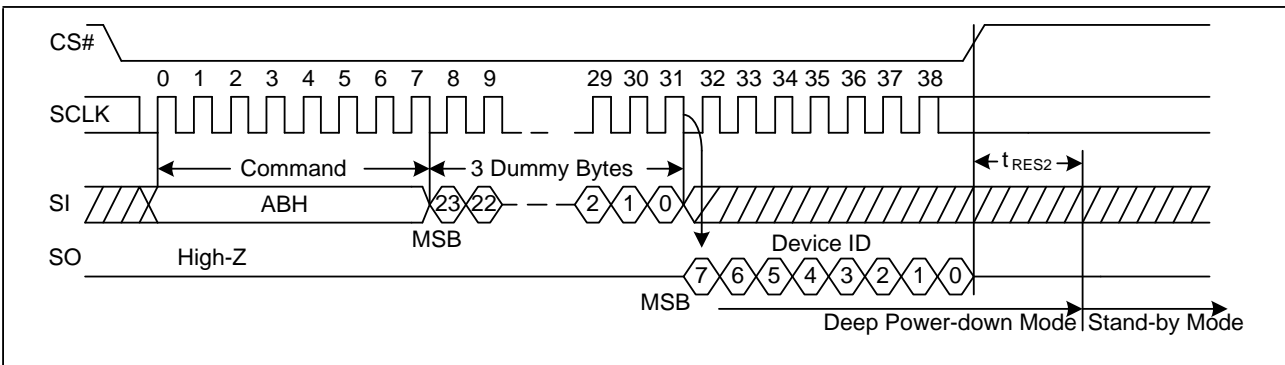 CS#
0 1 2 3 4 5 6 7 8 9 29 30 31 32 33 34 35 36 37 38
SCLK
Command 3 Dummy Bytes tRES2
SI ABH 23 22 2 1 0
MSB
SO High-Z Device ID
7 6 5 4 3 2 1 0
MSB
Deep Power-down Mode Stand-by Mode